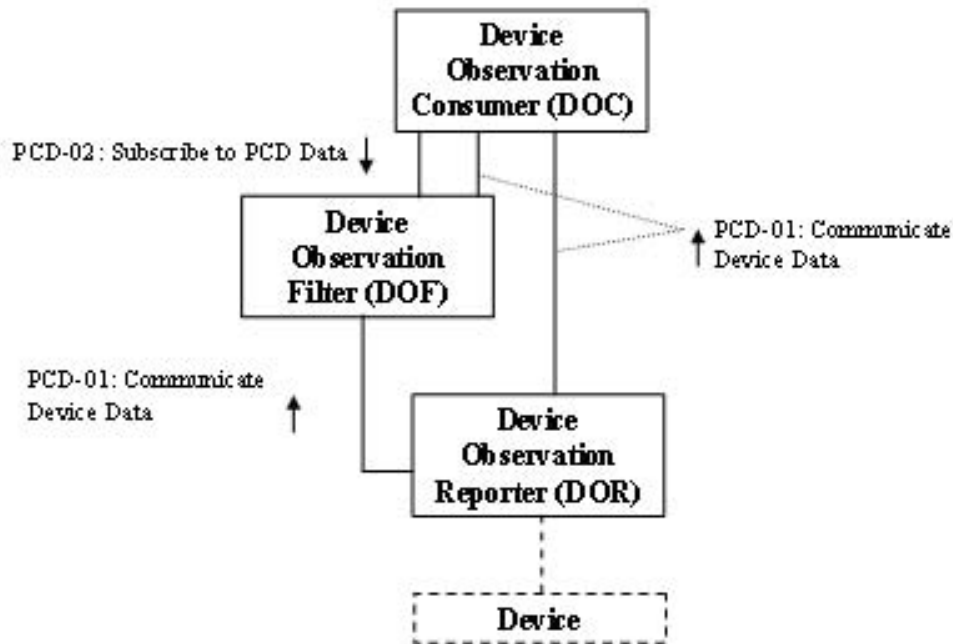 Device
Observation
Consumer (DOC)
PCD-02: Subscribe to PCD Data
Device
Observation
Filter (DOF)
PCD-01: Communicate
Device Data
PCD-01: Communicate
Device Data
Device
Observation
Reporter (DOR)
Device